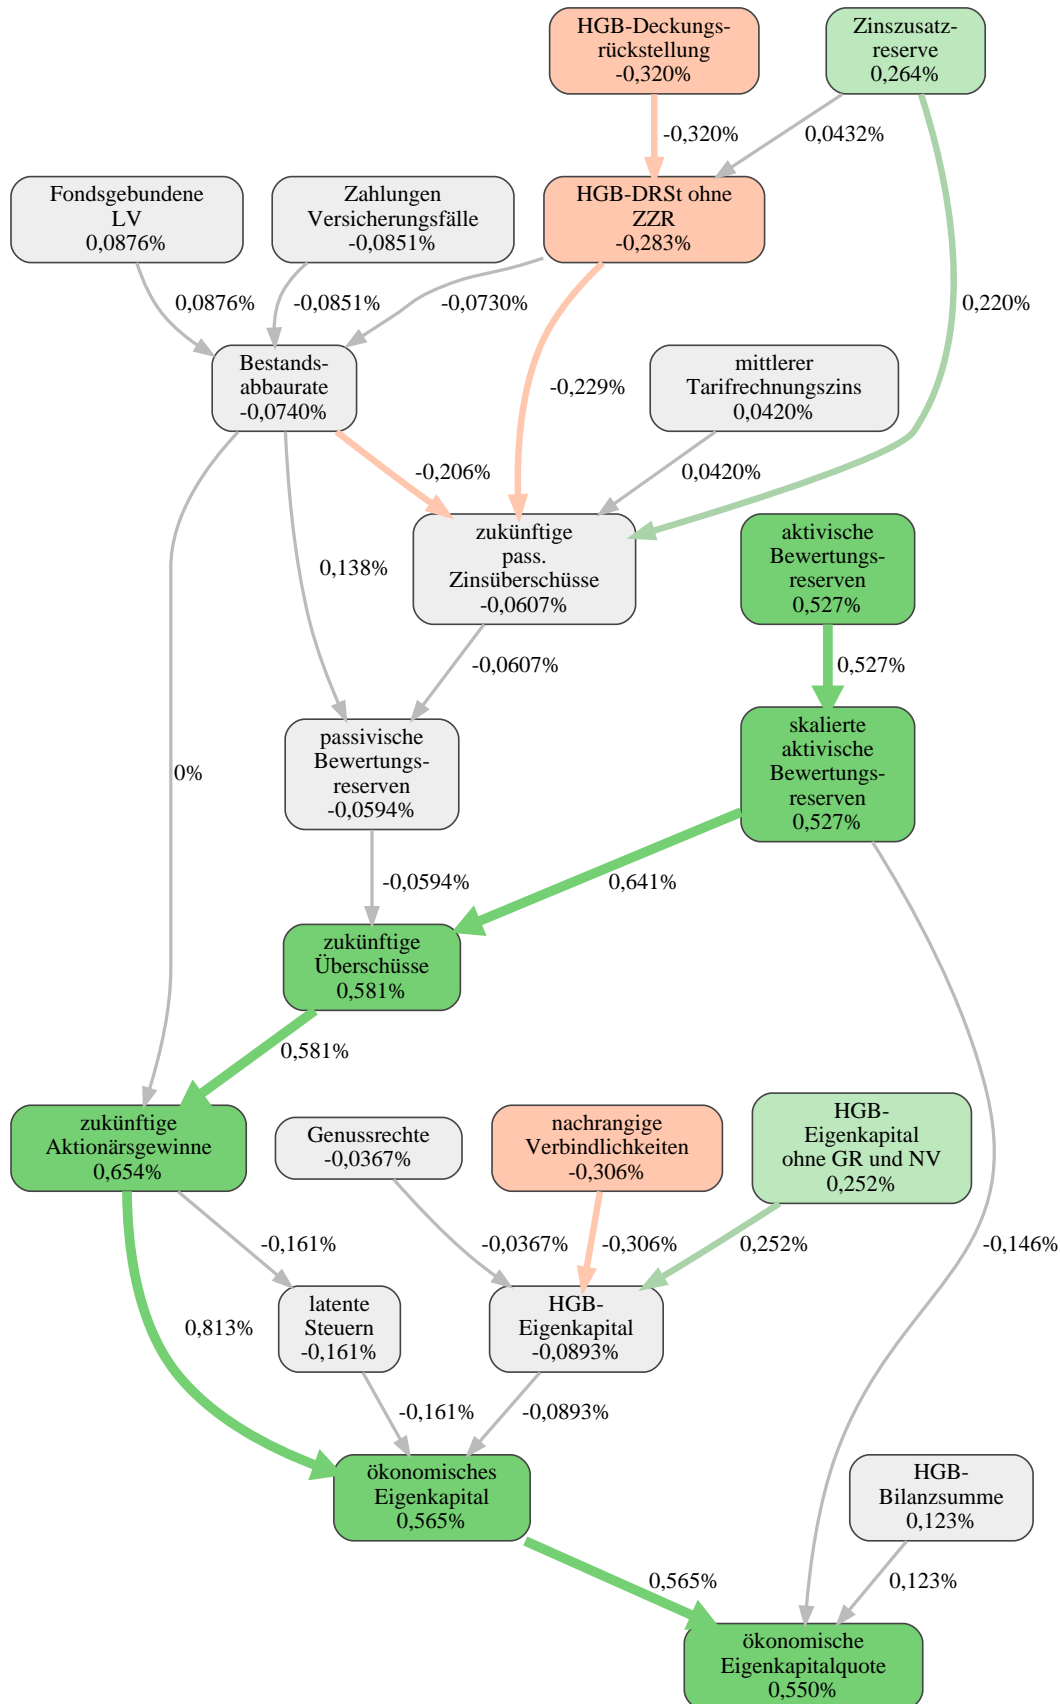 HGB-Deckungs-
rückstellung
-0,320%
Zinszusatz-
reserve
0,264%
-0,320%
0,0432%
Fondsgebundene
LV
0,0876%
Zahlungen
Versicherungsfälle
-0,0851%
HGB-DRSt ohne
ZZR
-0,283%
0,0876%
-0,0851%
-0,0730%
0,220%
Bestands-
abbaurate
-0,0740%
-0,229%
mittlerer
Tarifrechnungszins
0,0420%
-0,206%
0,0420%
zukünftige
pass.
Zinsüberschüsse
-0,0607%
aktivische
Bewertungs-
reserven
0,527%
0,138%
-0,0607%
0,527%
passivische
Bewertungs-
reserven
-0,0594%
skalierte
aktivische
Bewertungs-
reserven
0,527%
0%
-0,0594%
0,641%
zukünftige
Überschüsse
0,581%
0,581%
zukünftige
Aktionärsgewinne
0,654%
Genussrechte
-0,0367%
nachrangige
Verbindlichkeiten
-0,306%
HGB-
Eigenkapital
ohne GR und NV
0,252%
-0,161%
-0,0367%
-0,306%
0,252%
-0,146%
0,813%
latente
Steuern
-0,161%
HGB-
Eigenkapital
-0,0893%
-0,161%
-0,0893%
ökonomisches
Eigenkapital
0,565%
HGB-
Bilanzsumme
0,123%
0,565%
0,123%
ökonomische
Eigenkapitalquote
0,550%